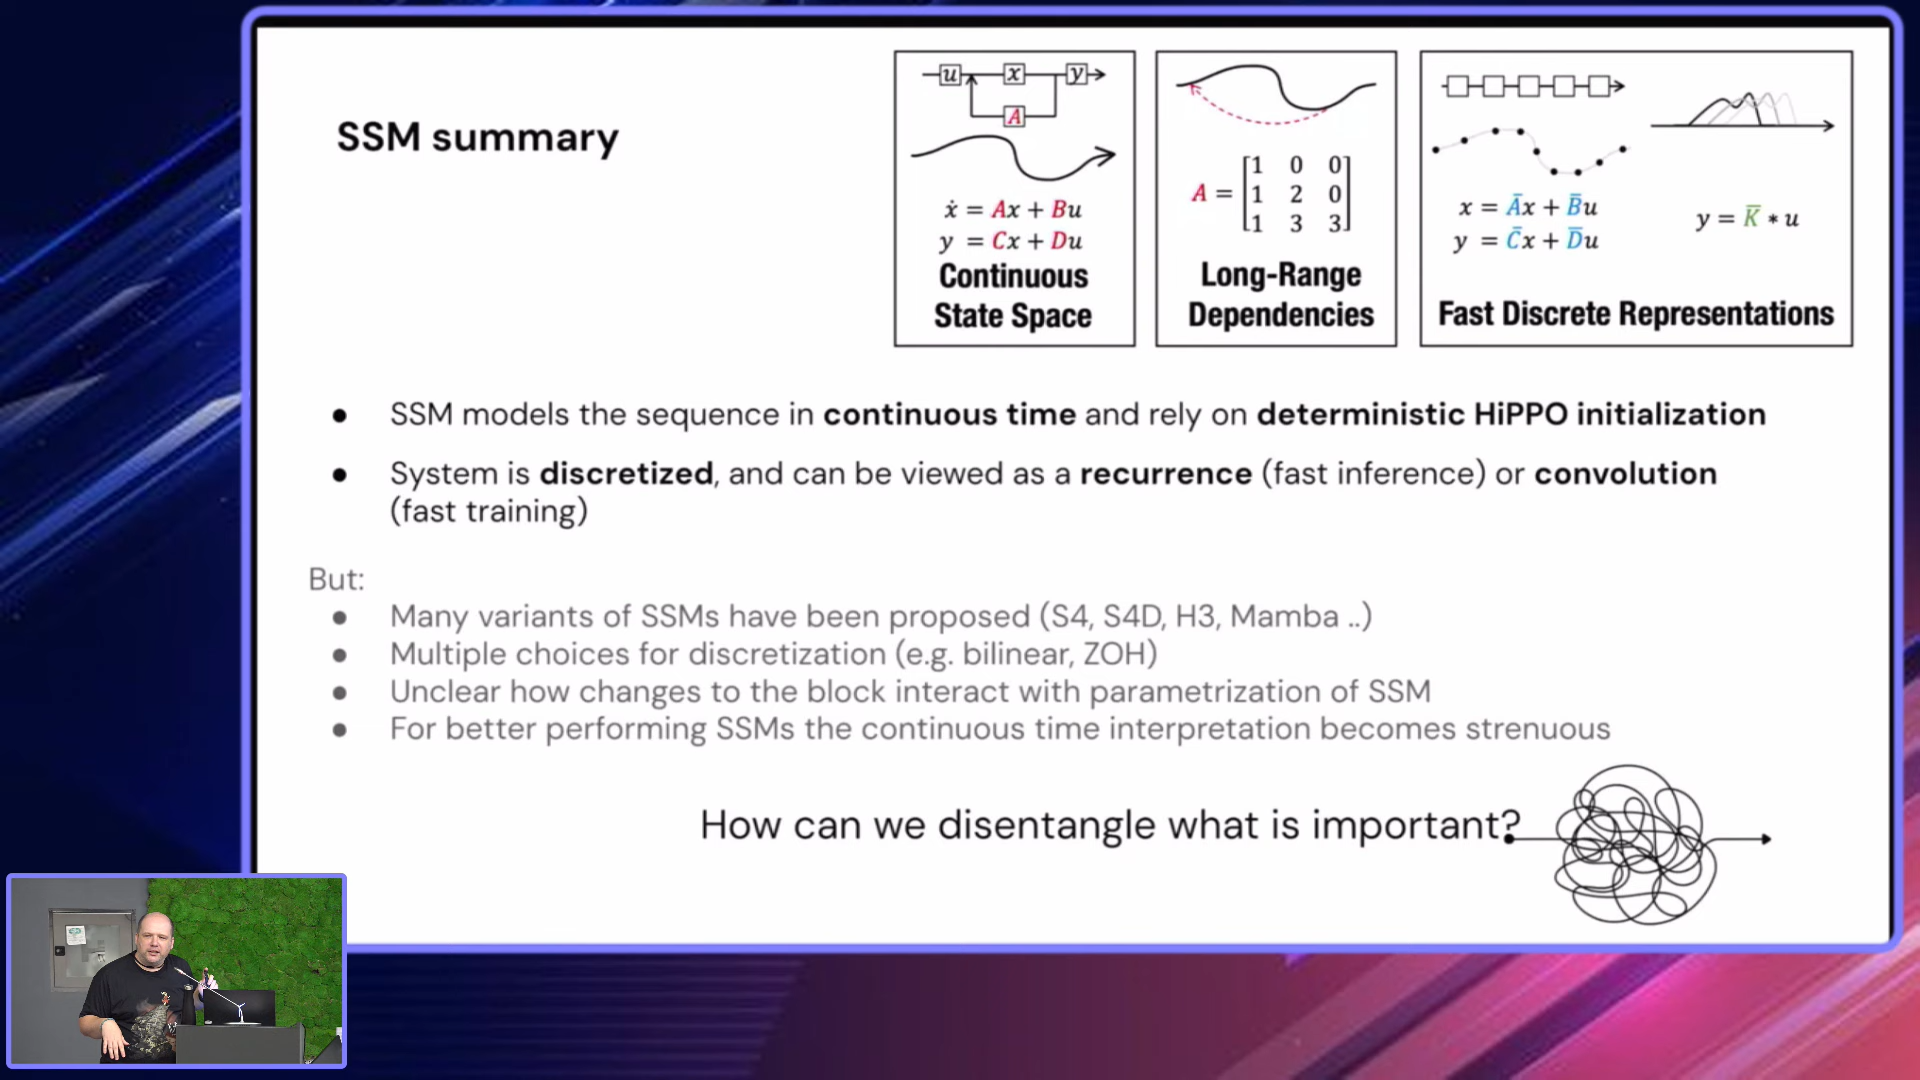 SSM summary
u x y
A
ẋ = Ax + Bu
y = Cx + Du
Continuous
State Space
A = [1 0 0
1 2 0
1 3 3]
Long-Range
Dependencies
x = A̅x + B̅u
y = C̅x + D̅u
y = K̅ * u
Fast Discrete Representations
● SSM models the sequence in continuous time and rely on deterministic HiPPO initialization
● System is discretized, and can be viewed as a recurrence (fast inference) or convolution
(fast training)
But:
● Many variants of SSMs have been proposed (S4, S4D, H3, Mamba ..)
● Multiple choices for discretization (e.g. bilinear, ZOH)
● Unclear how changes to the block interact with parametrization of SSM
● For better performing SSMs the continuous time interpretation becomes strenuous
How can we disentangle what is important?